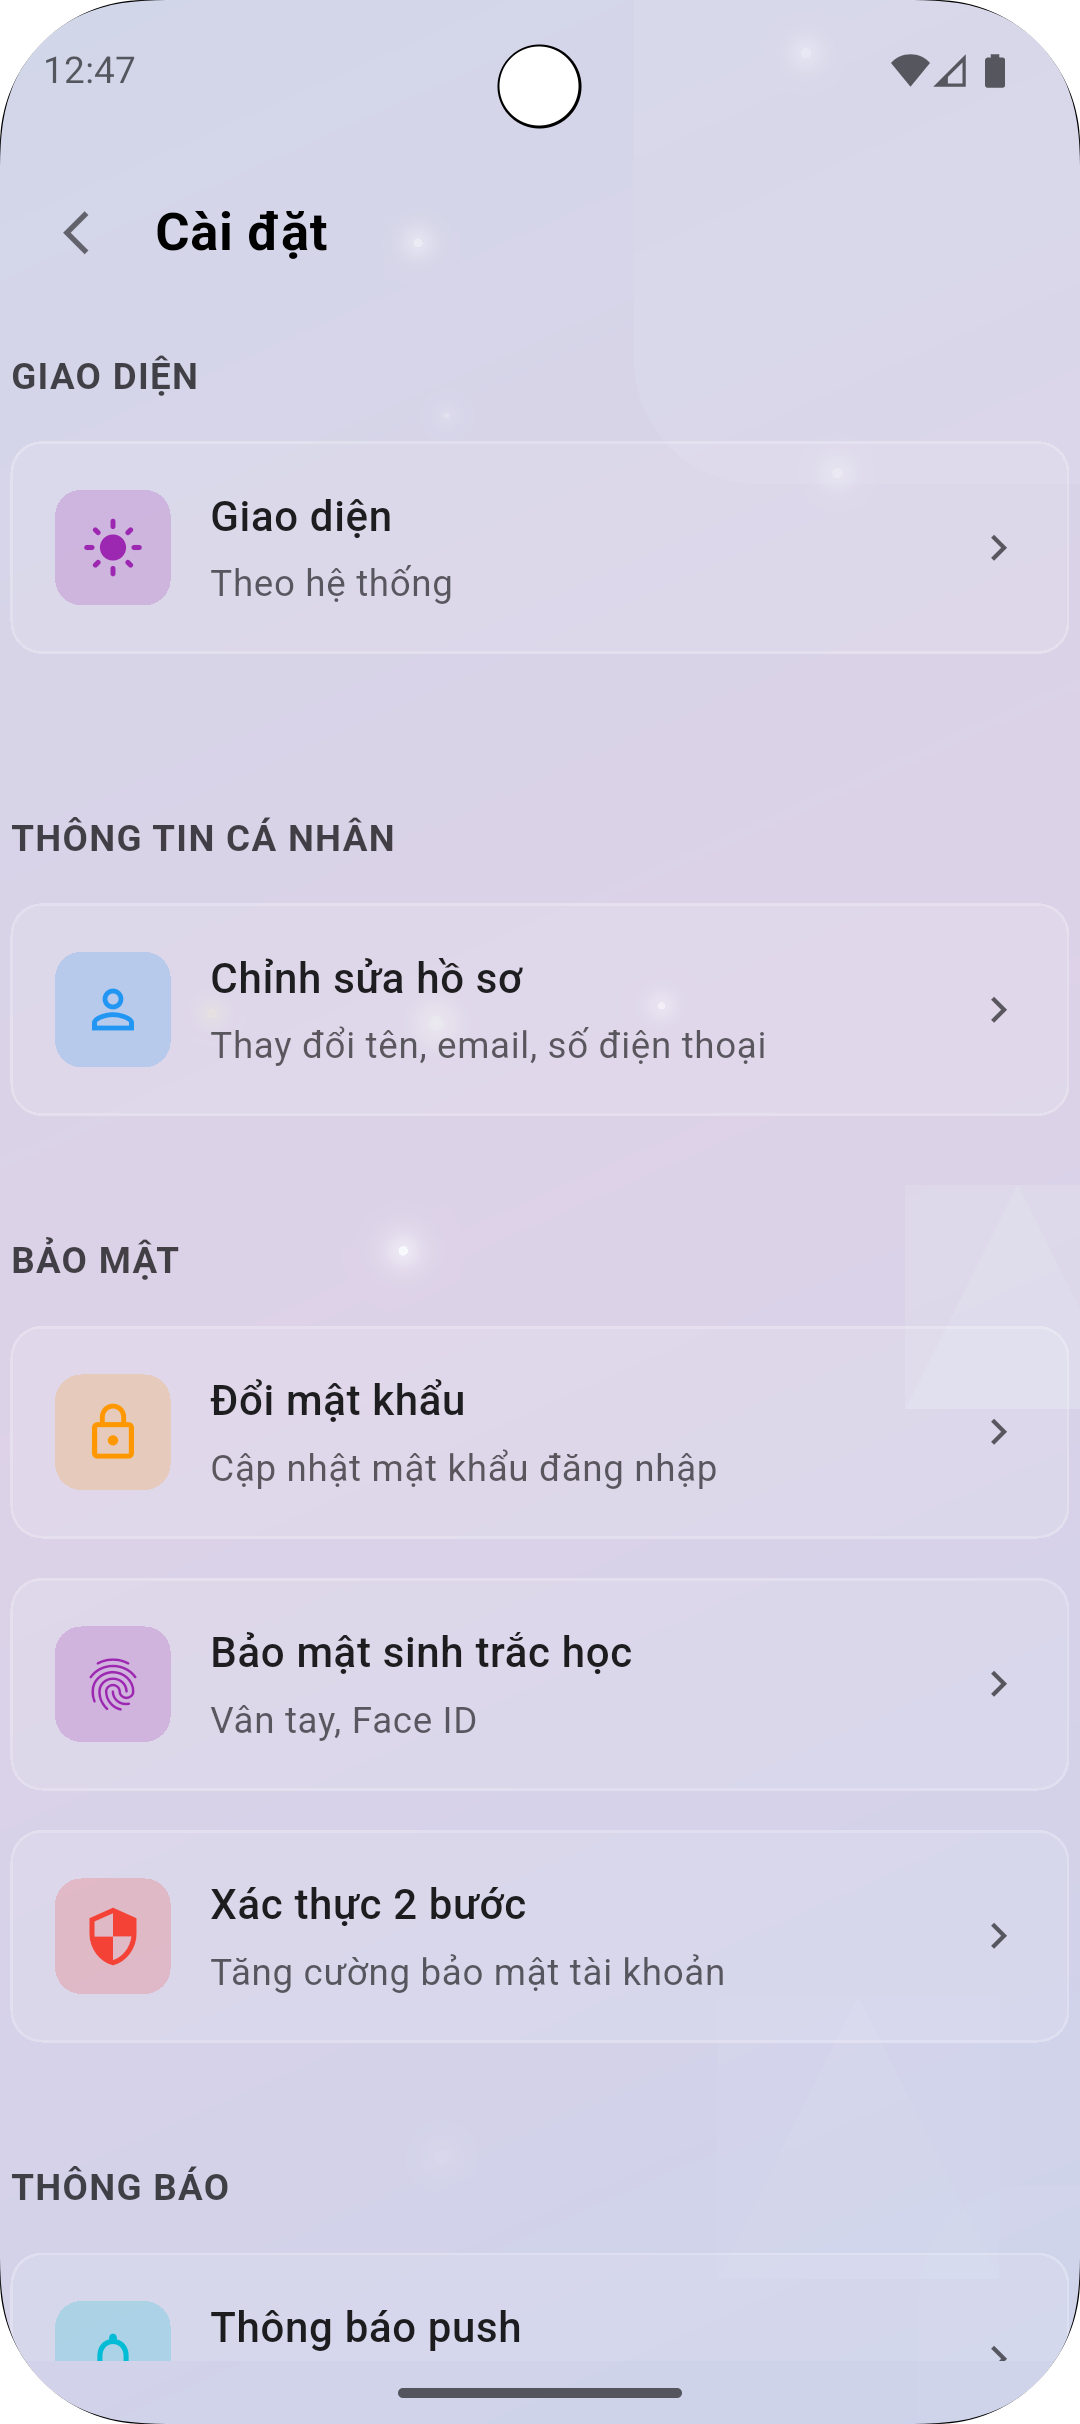 12:47
Cài đặt
GIAO DIỆN
Giao diện
Theo hệ thống
THÔNG TIN CÁ NHÂN
Chỉnh sửa hồ sơ
Thay đổi tên, email, số điện thoại
BẢO MẬT
Đổi mật khẩu
Cập nhật mật khẩu đăng nhập
Bảo mật sinh trắc học
Vân tay, Face ID
Xác thực 2 bước
Tăng cường bảo mật tài khoản
THÔNG BÁO
Thông báo push